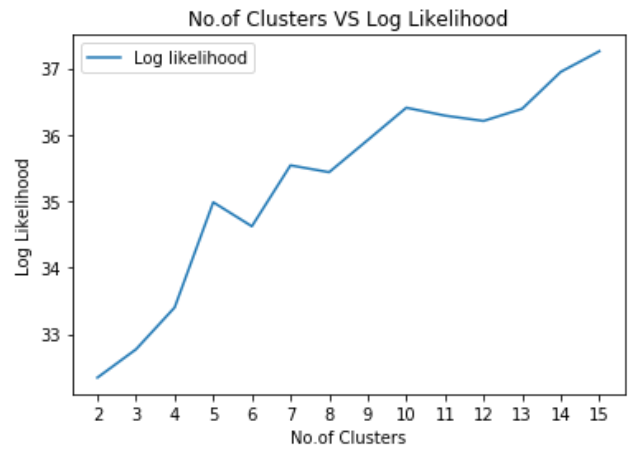 No.of Clusters VS Log Likelihood
Log likelihood
Log Likelihood
37
36
35
34
33
2 3 4 5 6 7 8 9 10 11 12 13 14 15
No.of Clusters